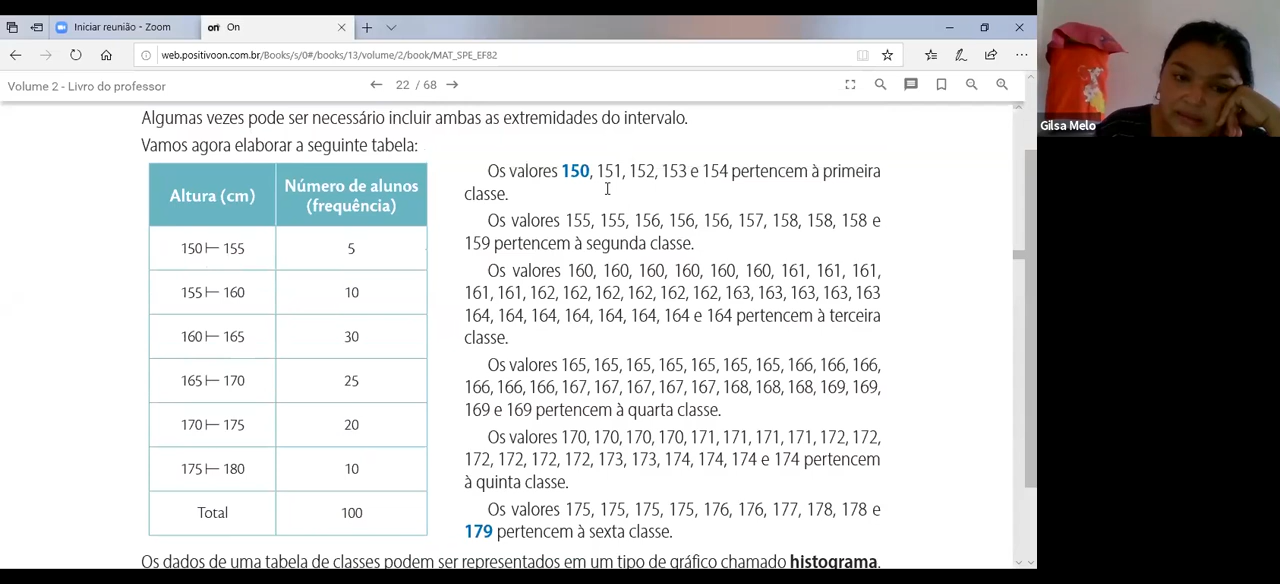 Iniciar reunião - Zoom
on On
web.positivoon.com.br/Books/s/0#/books/13/volume/2/book/MAT_SPE_EF82
Volume 2 - Livro do professor
22 / 68
Gilsa Melo
Algumas vezes pode ser necessário incluir ambas as extremidades do intervalo.
Vamos agora elaborar a seguinte tabela:
Altura (cm) Número de alunos (frequência)
150 ⊢ 155 5
155 ⊢ 160 10
160 ⊢ 165 30
165 ⊢ 170 25
170 ⊢ 175 20
175 ⊢ 180 10
Total 100
Os valores 150, 151, 152, 153 e 154 pertencem à primeira
classe.
Os valores 155, 155, 156, 156, 156, 157, 158, 158, 158 e
159 pertencem à segunda classe.
Os valores 160, 160, 160, 160, 160, 160, 161, 161, 161,
161, 161, 162, 162, 162, 162, 162, 162, 163, 163, 163, 163, 163
164, 164, 164, 164, 164, 164, 164 e 164 pertencem à terceira
classe.
Os valores 165, 165, 165, 165, 165, 165, 165, 166, 166, 166,
166, 166, 166, 167, 167, 167, 167, 167, 168, 168, 168, 169, 169,
169 e 169 pertencem à quarta classe.
Os valores 170, 170, 170, 170, 171, 171, 171, 171, 172, 172,
172, 172, 172, 172, 173, 173, 174, 174, 174 e 174 pertencem
à quinta classe.
Os valores 175, 175, 175, 175, 176, 176, 177, 178, 178 e
179 pertencem à sexta classe.
Os dados de uma tabela de classes podem ser representados em um tipo de gráfico chamado histograma.